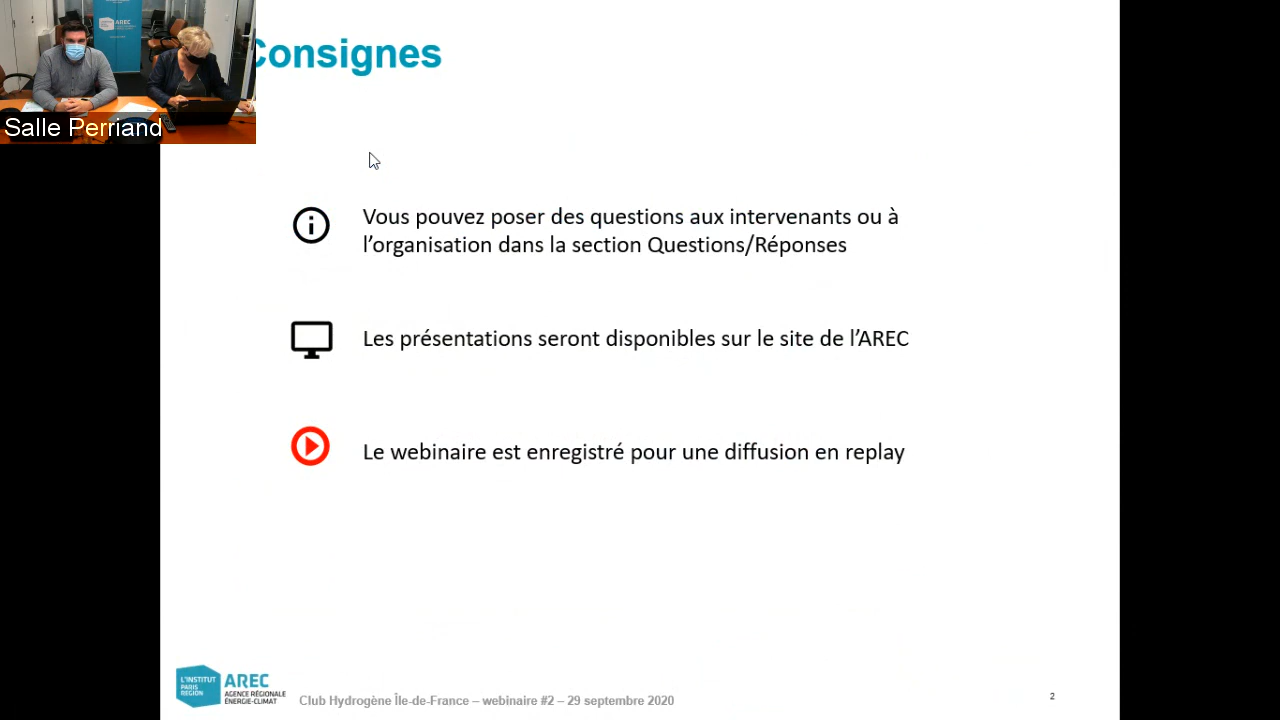 Consignes
AREC
Salle Perriand
Vous pouvez poser des questions aux intervenants ou à
l’organisation dans la section Questions/Réponses
Les présentations seront disponibles sur le site de l’AREC
Le webinaire est enregistré pour une diffusion en replay
L'INSTITUT
PARIS
REGION
AREC
AGENCE RÉGIONALE
ÉNERGIE-CLIMAT
Club Hydrogène Île-de-France – webinaire #2 – 29 septembre 2020
2